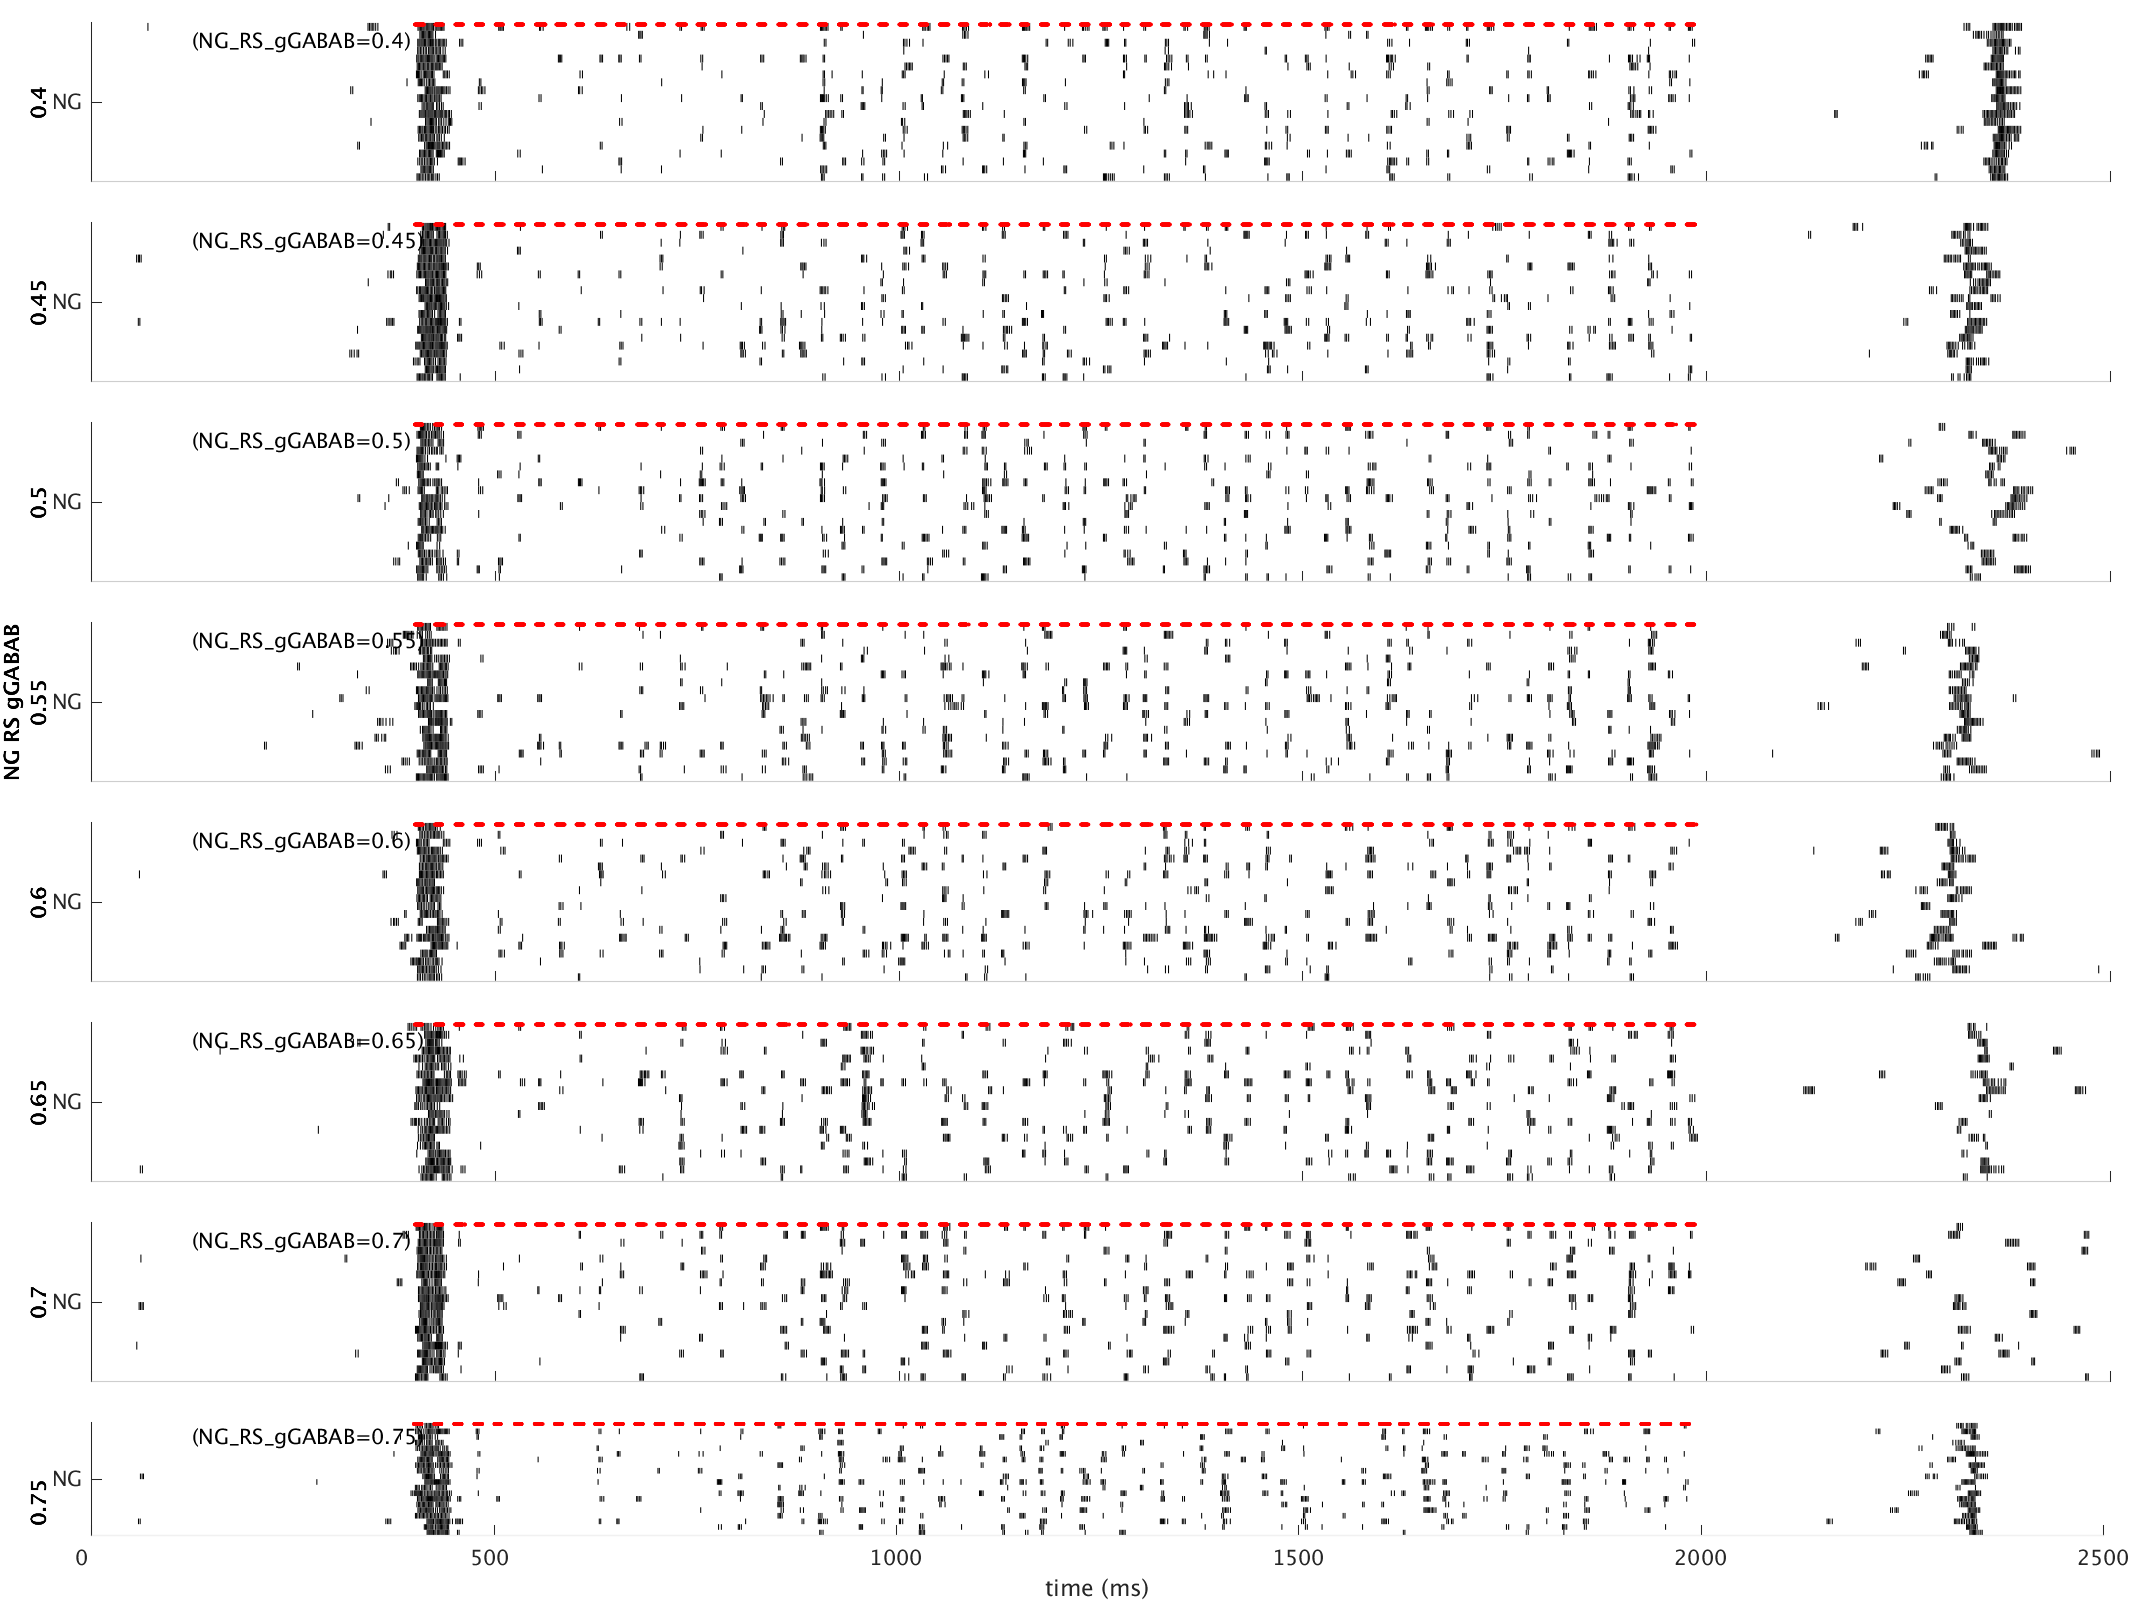 NG RS gGABAB
(NG_RS_gGABAB=0.4)
0.4 NG
(NG_RS_gGABAB=0.45)
0.45 NG
(NG_RS_gGABAB=0.5)
0.5 NG
(NG_RS_gGABAB=0.55)
0.55 NG
(NG_RS_gGABAB=0.6)
0.6 NG
(NG_RS_gGABAB=0.65)
0.65 NG
(NG_RS_gGABAB=0.7)
0.7 NG
(NG_RS_gGABAB=0.75)
0.75 NG
0 500 1000 1500 2000 2500
time (ms)